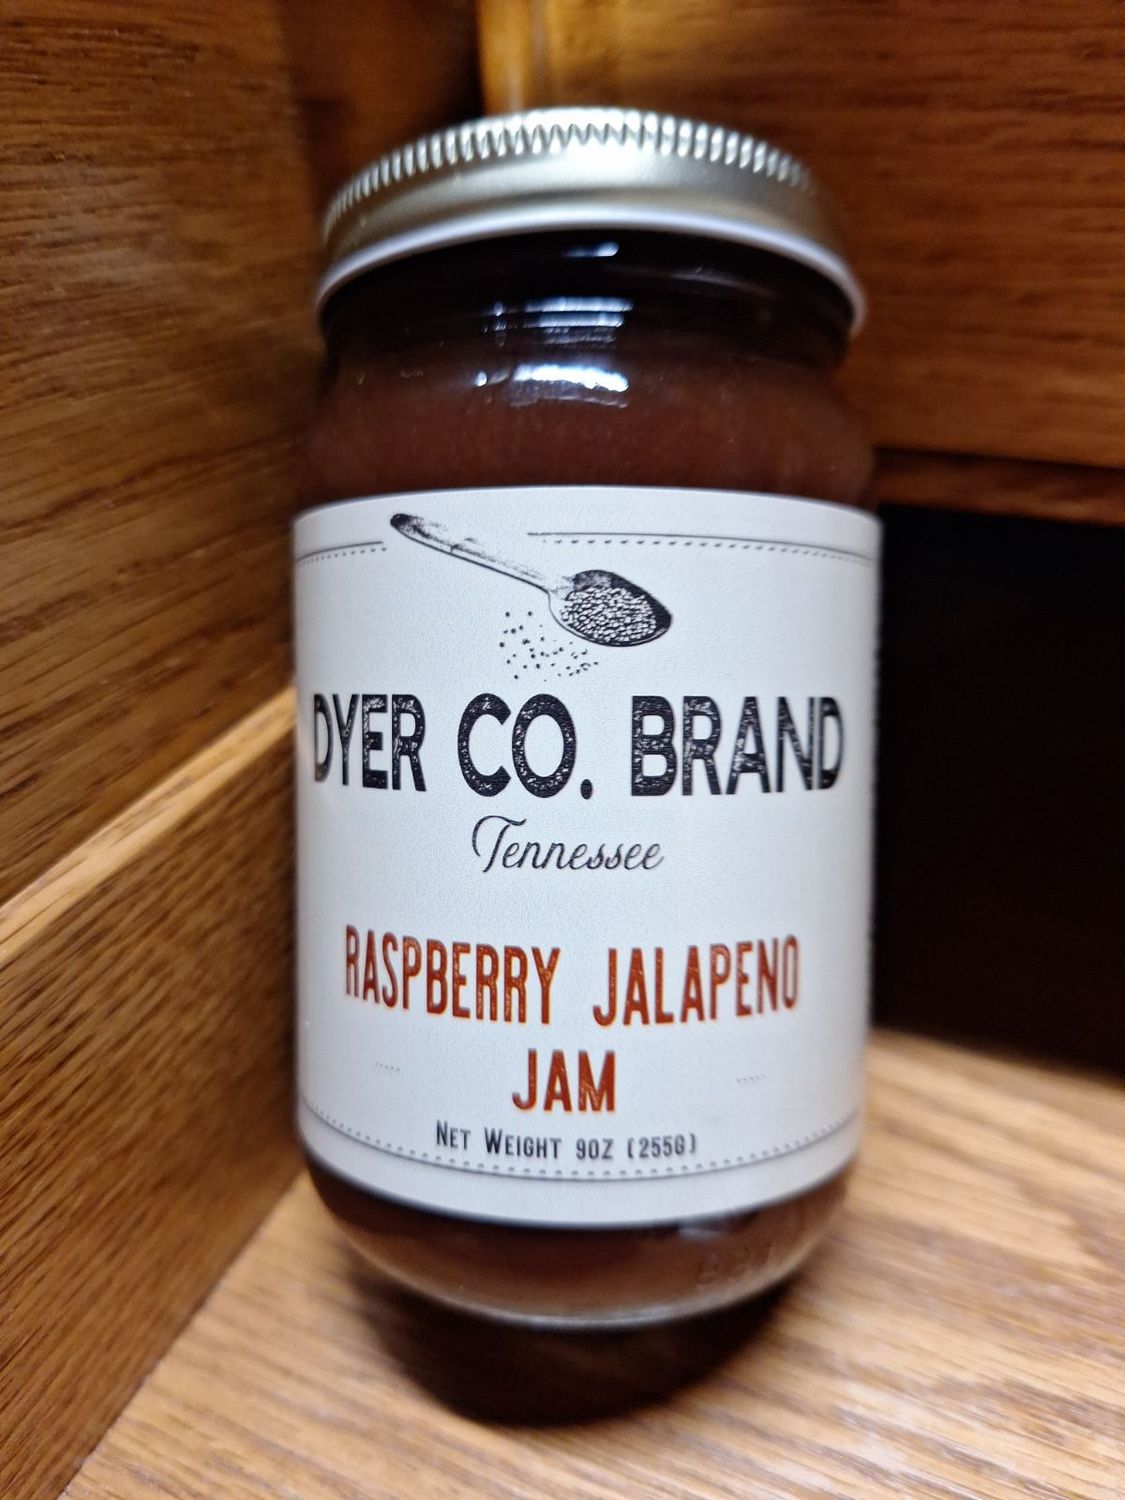 DYER CO. BRAND
Tennessee
RASPBERRY JALAPENO
JAM
NET WEIGHT 9OZ (255G)